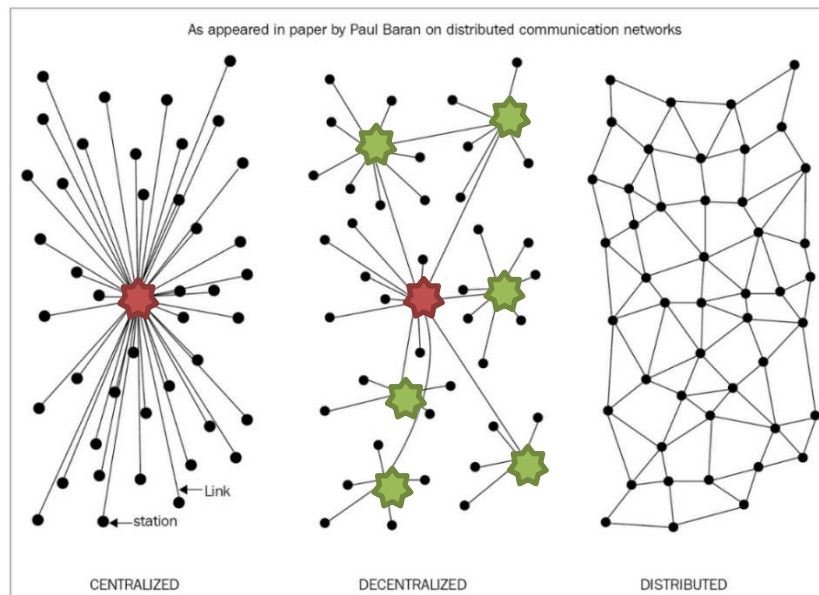 As appeared in paper by Paul Baran on distributed communication networks
Link
station
CENTRALIZED
DECENTRALIZED
DISTRIBUTED